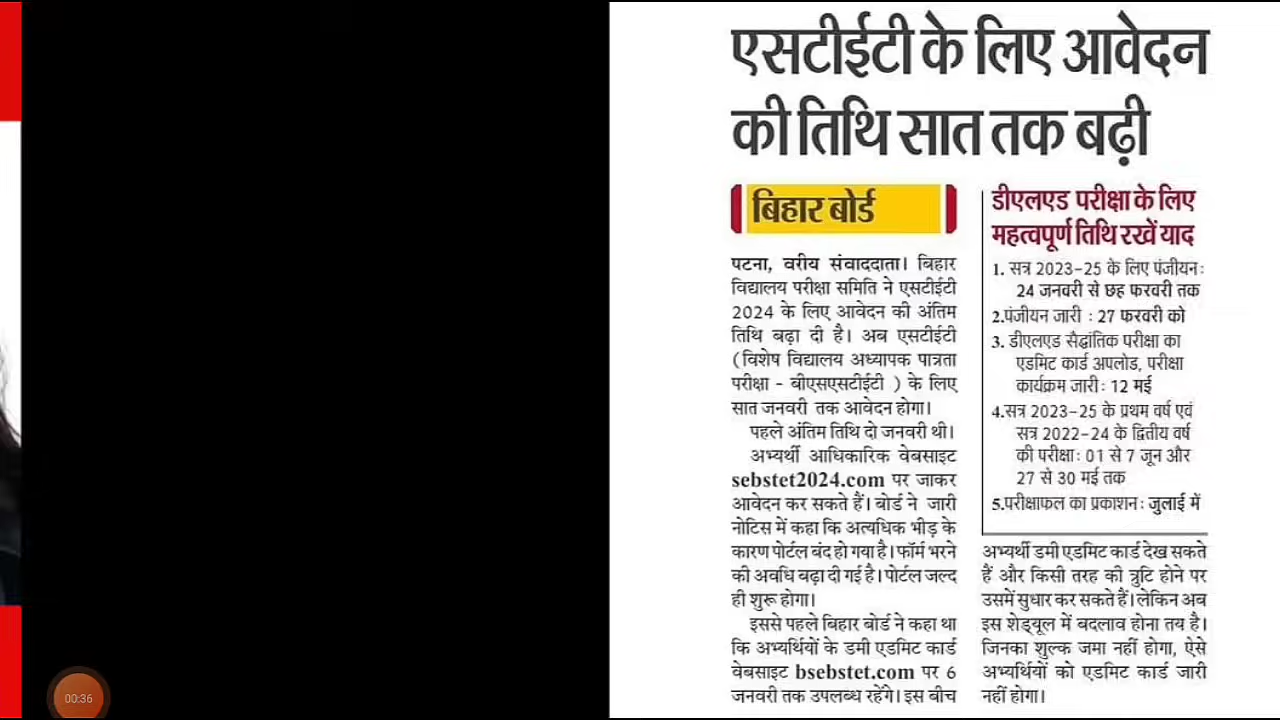 एसटीईटी के लिए आवेदन
की तिथि सात तक बढ़ी
बिहार बोर्ड
पटना, वरीय संवाददाता। बिहार
विद्यालय परीक्षा समिति ने एसटीईटी
2024 के लिए आवेदन की अंतिम
तिथि बढ़ा दी है। अब एसटीईटी
(विशेष विद्यालय अध्यापक पात्रता
परीक्षा - बीएसएसटीईटी ) के लिए
सात जनवरी तक आवेदन होगा।
पहले अंतिम तिथि दो जनवरी थी।
अभ्यर्थी आधिकारिक वेबसाइट
sebstet2024.com पर जाकर
आवेदन कर सकते हैं। बोर्ड ने जारी
नोटिस में कहा कि अत्यधिक भीड़ के
कारण पोर्टल बंद हो गया है। फॉर्म भरने
की अवधि बढ़ा दी गई है। पोर्टल जल्द
ही शुरू होगा।
इससे पहले बिहार बोर्ड ने कहा था
कि अभ्यर्थियों के डमी एडमिट कार्ड
वेबसाइट bsebstet.com पर 6
जनवरी तक उपलब्ध रहेंगे। इस बीच
डीएलएड परीक्षा के लिए
महत्वपूर्ण तिथि रखें याद
1. सत्र 2023-25 के लिए पंजीयन:
24 जनवरी से छह फरवरी तक
2.पंजीयन जारी : 27 फरवरी को
3. डीएलएड सैद्धांतिक परीक्षा का
एडमिट कार्ड अपलोड, परीक्षा
कार्यक्रम जारी: 12 मई
4.सत्र 2023-25 के प्रथम वर्ष एवं
सत्र 2022-24 के द्वितीय वर्ष
की परीक्षा: 01 से 7 जून और
27 से 30 मई तक
5.परीक्षाफल का प्रकाशन: जुलाई में
अभ्यर्थी डमी एडमिट कार्ड देख सकते
हैं और किसी तरह की त्रुटि होने पर
उसमें सुधार कर सकते हैं। लेकिन अब
इस शेड्यूल में बदलाव होना तय है।
जिनका शुल्क जमा नहीं होगा, ऐसे
अभ्यर्थियों को एडमिट कार्ड जारी
नहीं होगा।
00:36